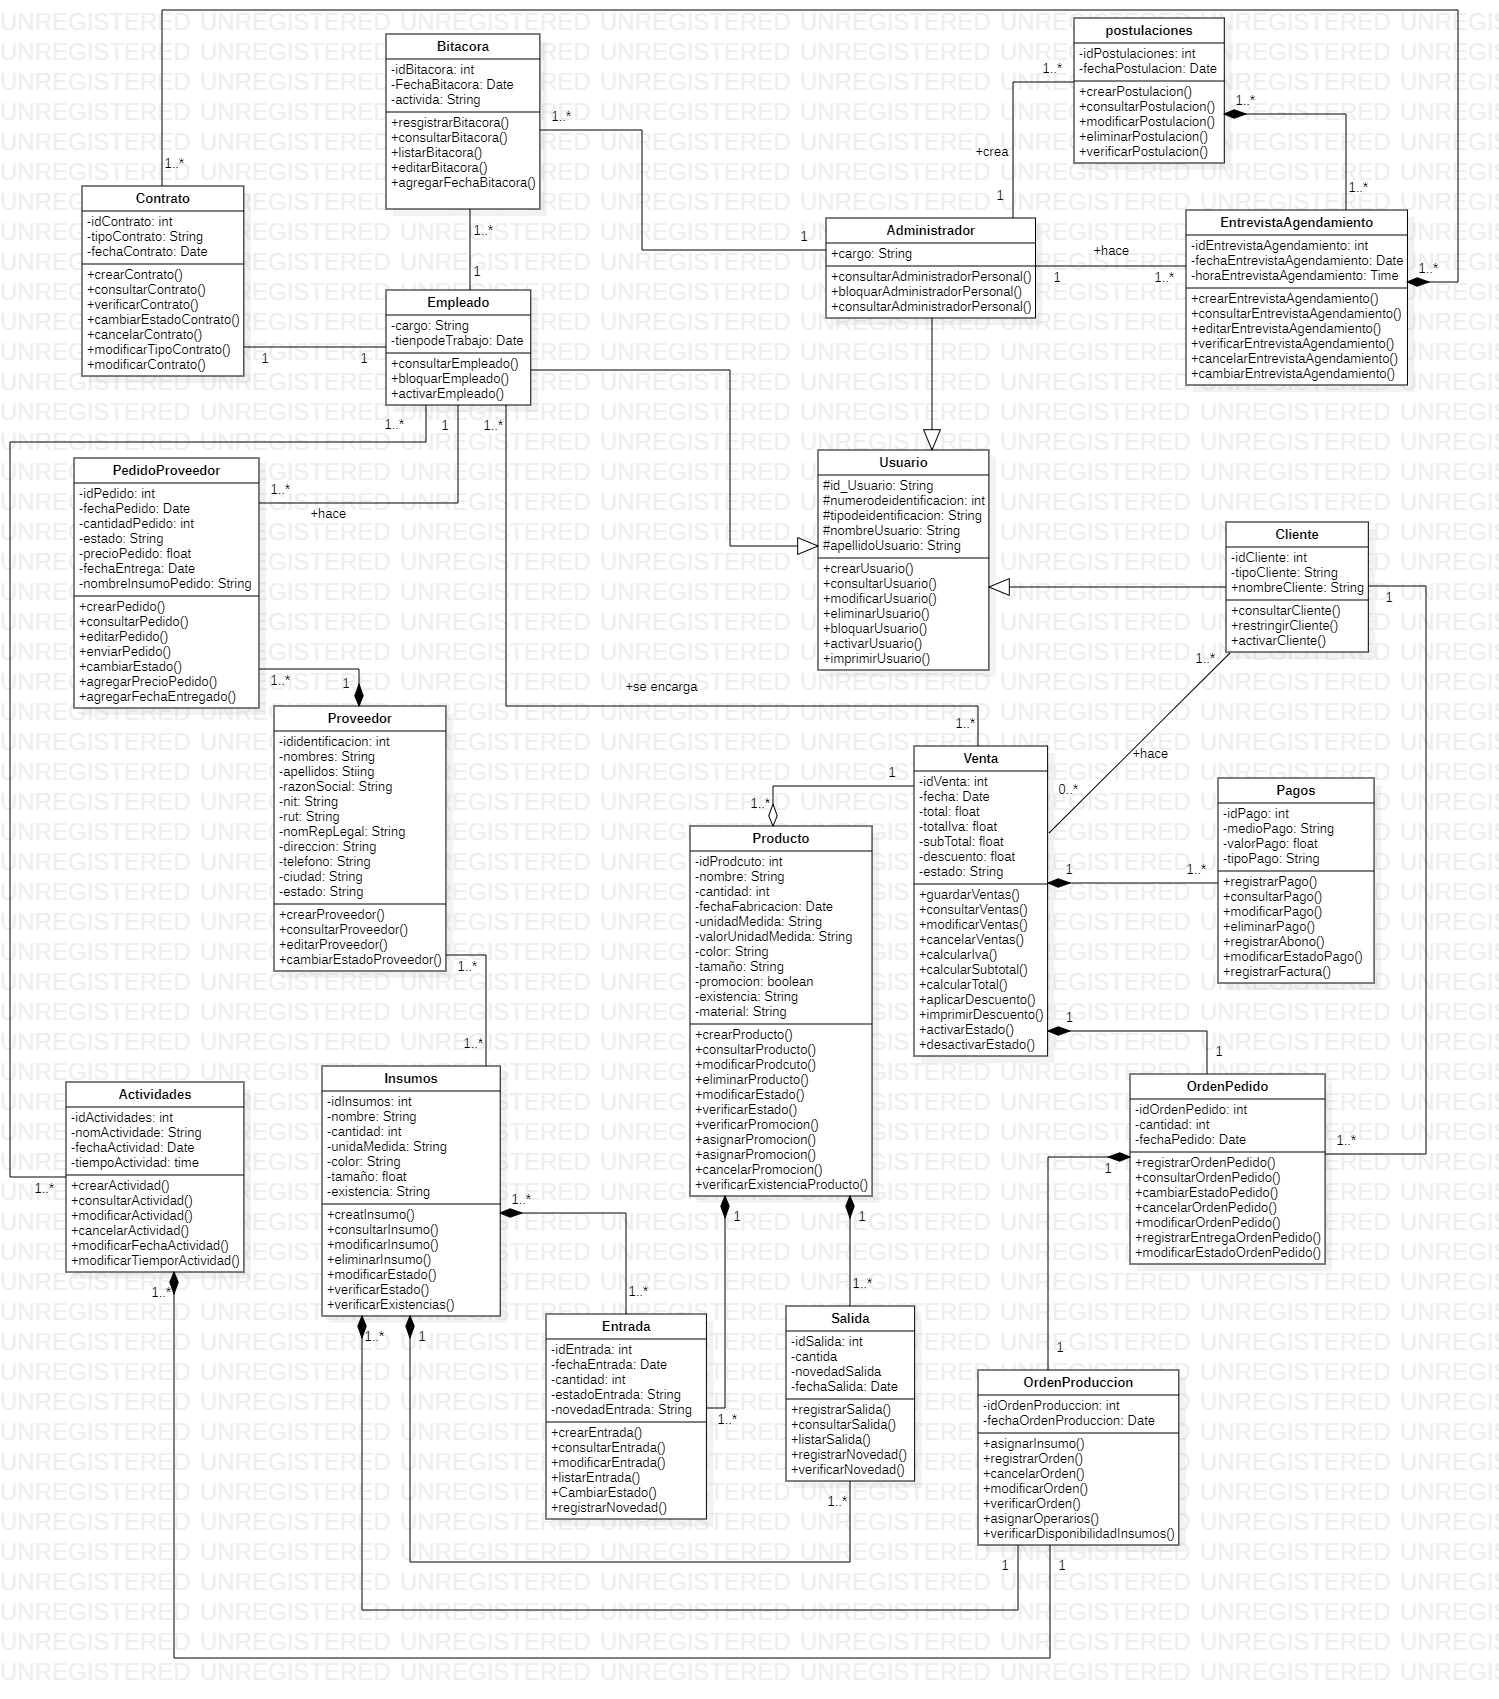 UNREGISTERED
Bitacora
-idBitacora: int
-FechaBitacora: Date
-activida: String
+resgistrarBitacora()
+consultarBitacora()
+listarBitacora()
+editarBitacora()
+agregarFechaBitacora()
1..*
1..*
1
postulaciones
-idPostulaciones: int
-fechaPostulacion: Date
+crearPostulacion()
+consultarPostulacion()
+modificarPostulacion()
+eliminarPostulacion()
+verificarPostulacion()
1..*
+crea
1
1..*
1..*
Contrato
-idContrato: int
-tipoContrato: String
-fechaContrato: Date
+crearContrato()
+consultarContrato()
+verificarContrato()
+cambiarEstadoContrato()
+cancelarContrato()
+modificarTipoContrato()
+modificarContrato()
1..*
1
1
Administrador
+cargo: String
+consultarAdministradorPersonal()
+bloquarAdministradorPersonal()
+consultarAdministradorPersonal()
1
+hace
1
1..*
EntrevistaAgendamiento
-idEntrevistaAgendamiento: int
-fechaEntrevistaAgendamiento: Date
-horaEntrevistaAgendamiento: Time
+crearEntrevistaAgendamiento()
+consultarEntrevistaAgendamiento()
+editarEntrevistaAgendamiento()
+verificarEntrevistaAgendamiento()
+cancelarEntrevistaAgendamiento()
+cambiarEntrevistaAgendamiento()
1..*
Empleado
-cargo: String
-tienpodeTrabajo: Date
+consultarEmpleado()
+bloquarEmpleado()
+activarEmpleado()
1..*
1
1..*
PedidoProveedor
-idPedido: int
-fechaPedido: Date
-cantidadPedido: int
-estado: String
-precioPedido: float
-fechaEntrega: Date
-nombreInsumoPedido: String
+crearPedido()
+consultarPedido()
+editarPedido()
+enviarPedido()
+cambiarEstado()
+agregarPrecioPedido()
+agregarFechaEntregado()
1..*
+hace
1..*
1
Usuario
#id_Usuario: String
#numerodeidentificacion: int
#tipodeidentificacion: String
#nombreUsuario: String
#apellidoUsuario: String
+crearUsuario()
+consultarUsuario()
+modificarUsuario()
+eliminarUsuario()
+bloquarUsuario()
+activarUsuario()
+imprimirUsuario()
Cliente
-idCliente: int
-tipoCliente: String
+nombreCliente: String
+consultarCliente()
+restringirCliente()
+activarCliente()
1
1..*
+hace
0..*
+se encarga
1..*
Proveedor
-ididentificacion: int
-nombres: String
-apellidos: Stiing
-razonSocial: String
-nit: String
-rut: String
-nomRepLegal: String
-direccion: String
-telefono: String
-ciudad: String
-estado: String
+crearProveedor()
+consultarProveedor()
+editarProveedor()
+cambiarEstadoProveedor()
1..*
1..*
Venta
-idVenta: int
-fecha: Date
-total: float
-totalIva: float
-subTotal: float
-descuento: float
-estado: String
+guardarVentas()
+consultarVentas()
+modificarVentas()
+cancelarVentas()
+calcularIva()
+calcularSubtotal()
+calcularTotal()
+aplicarDescuento()
+imprimirDescuento()
+activarEstado()
+desactivarEstado()
1
1..*
1
1..*
1
1
Pagos
-idPago: int
-medioPago: String
-valorPago: float
-tipoPago: String
+registrarPago()
+consultarPago()
+modificarPago()
+eliminarPago()
+registrarAbono()
+modificarEstadoPago()
+registrarFactura()
Producto
-idProdcuto: int
-nombre: String
-cantidad: int
-fechaFabricacion: Date
-unidadMedida: String
-valorUnidadMedida: String
-color: String
-tamaño: String
-promocion: boolean
-existencia: String
-material: String
+crearProducto()
+consultarProducto()
+modificarProdcuto()
+eliminarProducto()
+modificarEstado()
+verificarEstado()
+verificarPromocion()
+asignarPromocion()
+asignarPromocion()
+cancelarPromocion()
+verificarExistenciaProducto()
1
1
Actividades
-idActividades: int
-nomActividade: String
-fechaActividad: Date
-tiempoActividad: time
+crearActividad()
+consultarActividad()
+modificarActividad()
+cancelarActividad()
+modificarFechaActividad()
+modificarTiemporActividad()
1..*
1..*
Insumos
-idInsumos: int
-nombre: String
-cantidad: int
-unidaMedida: String
-color: String
-tamaño: float
-existencia: String
+creatInsumo()
+consultarInsumo()
+modificarInsumo()
+eliminarInsumo()
+modificarEstado()
+verificarEstado()
+verificarExistencias()
1..*
1..*
1..*
1
OrdenPedido
-idOrdenPedido: int
-cantidad: int
-fechaPedido: Date
+registrarOrdenPedido()
+consultarOrdenPedido()
+cambiarEstadoPedido()
+cancelarOrdenPedido()
+modificarOrdenPedido()
+registrarEntregaOrdenPedido()
+modificarEstadoOrdenPedido()
1..*
1
1
Entrada
-idEntrada: int
-fechaEntrada: Date
-cantidad: int
-estadoEntrada: String
-novedadEntrada: String
+crearEntrada()
+consultarEntrada()
+modificarEntrada()
+listarEntrada()
+CambiarEstado()
+registrarNovedad()
1..*
Salida
-idSalida: int
-cantida
-novedadSalida
-fechaSalida: Date
+registrarSalida()
+consultarSalida()
+listarSalida()
+registrarNovedad()
+verificarNovedad()
1..*
1..*
OrdenProduccion
-idOrdenProduccion: int
-fechaOrdenProduccion: Date
+asignarInsumo()
+registrarOrden()
+cancelarOrden()
+modificarOrden()
+verificarOrden()
+asignarOperarios()
+verificarDisponibilidadInsumos()
1
1